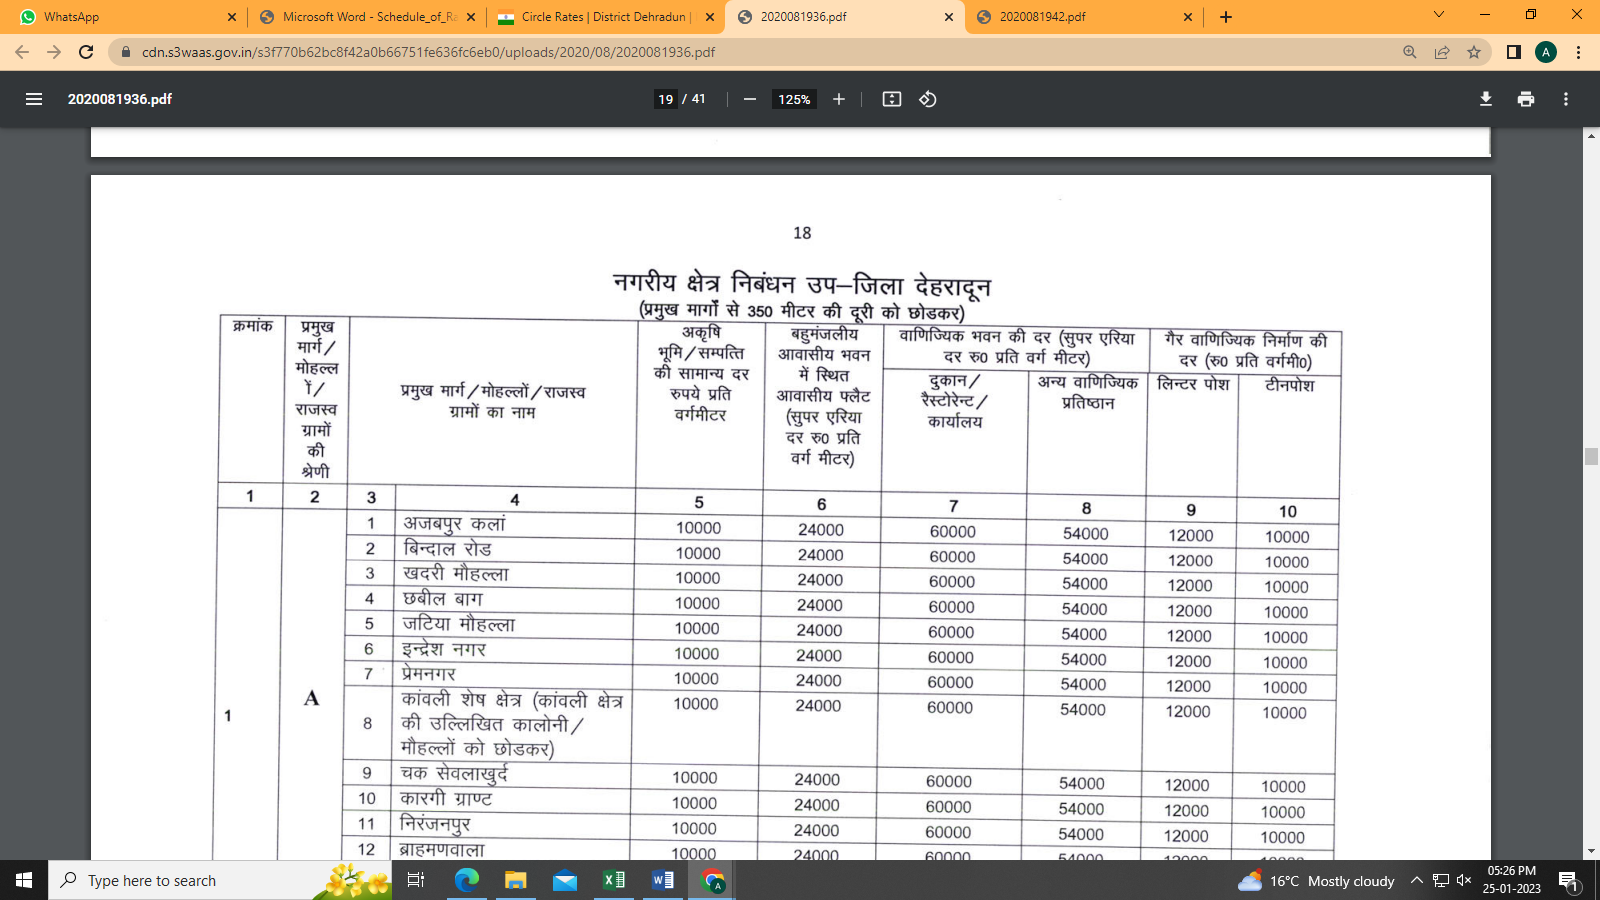 WhatsApp
Microsoft Word - Schedule_of_Ra
Circle Rates | District Dehradun |
2020081936.pdf
2020081942.pdf
cdn.s3waas.gov.in/s3f770b62bc8f42a0b66751fe636fc6eb0/uploads/2020/08/2020081936.pdf
A
2020081936.pdf
19 / 41
125%
18
नगरीय क्षेत्र निबंधन उप–जिला देहरादून
(प्रमुख मार्गों से 350 मीटर की दूरी को छोडकर)
क्रमांक
प्रमुख
मार्ग/
मोहल्ल
ों/
राजस्व
ग्रामों
की
श्रेणी
प्रमुख मार्ग/मोहल्लों/राजस्व
ग्रामों का नाम
अकृषि
भूमि/सम्पत्ति
की सामान्य दर
रुपये प्रति
वर्गमीटर
बहुमंजलीय
आवासीय भवन
में स्थित
आवासीय फ्लैट
(सुपर एरिया
दर रु0 प्रति
वर्ग मीटर)
वाणिज्यिक भवन की दर (सुपर एरिया
दर रु0 प्रति वर्ग मीटर)
दुकान/
रैस्टोरेन्ट/
कार्यालय
अन्य वाणिज्यिक
प्रतिष्ठान
गैर वाणिज्यिक निर्माण की
दर (रु0 प्रति वर्गमी0)
लिन्टर पोश
टीनपोश
1 2 3 4 5 6 7 8 9 10
1 A
1 अजबपुर कलां 10000 24000 60000 54000 12000 10000
2 बिन्दाल रोड 10000 24000 60000 54000 12000 10000
3 खदरी मौहल्ला 10000 24000 60000 54000 12000 10000
4 छबील बाग 10000 24000 60000 54000 12000 10000
5 जटिया मौहल्ला 10000 24000 60000 54000 12000 10000
6 इन्द्रेश नगर 10000 24000 60000 54000 12000 10000
7 प्रेमनगर 10000 24000 60000 54000 12000 10000
8 कांवली शेष क्षेत्र (कांवली क्षेत्र 10000 24000 60000 54000 12000 10000
की उल्लिखित कालोनी/
मौहल्लों को छोडकर)
9 चक सेवलाखुर्द 10000 24000 60000 54000 12000 10000
10 कारगी ग्राण्ट 10000 24000 60000 54000 12000 10000
11 निरंजनपुर 10000 24000 60000 54000 12000 10000
12 ब्राहमणवाला 10000 24000 60000 54000 12000 10000
Type here to search
16°C Mostly cloudy
05:26 PM
25-01-2023
1